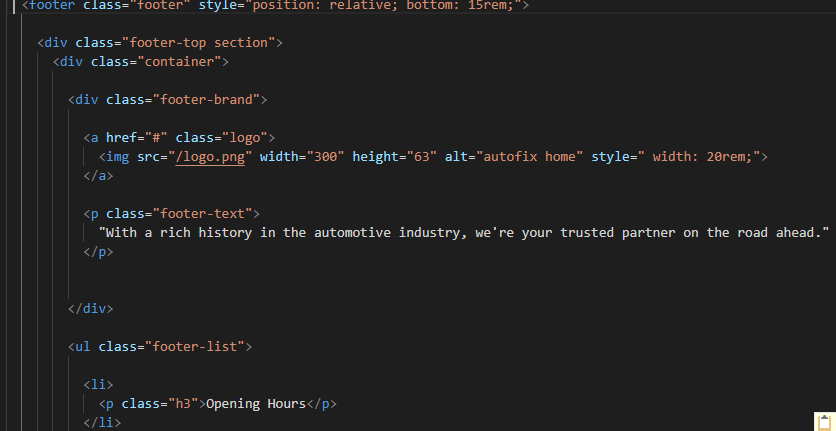 <footer class="footer" style="position: relative; bottom: 15rem;">
<div class="footer-top section">
<div class="container">
<div class="footer-brand">
<a href="#" class="logo">
<img src="/logo.png" width="300" height="63" alt="autofix home" style=" width: 20rem;">
</a>
<p class="footer-text">
"With a rich history in the automotive industry, we're your trusted partner on the road ahead."
</p>
</div>
<ul class="footer-list">
<li>
<p class="h3">Opening Hours</p>
</li>